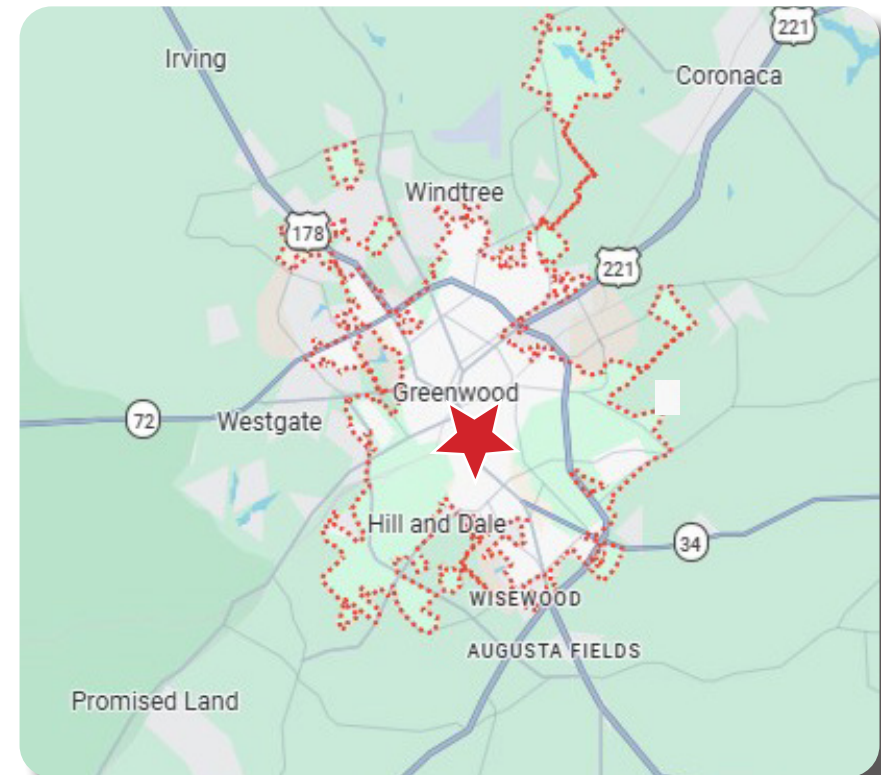 221
Irving
Coronaca
Windtree
178
221
Greenwood
72
Westgate
Hill and Dale
34
WISEWOOD
AUGUSTA FIELDS
Promised Land